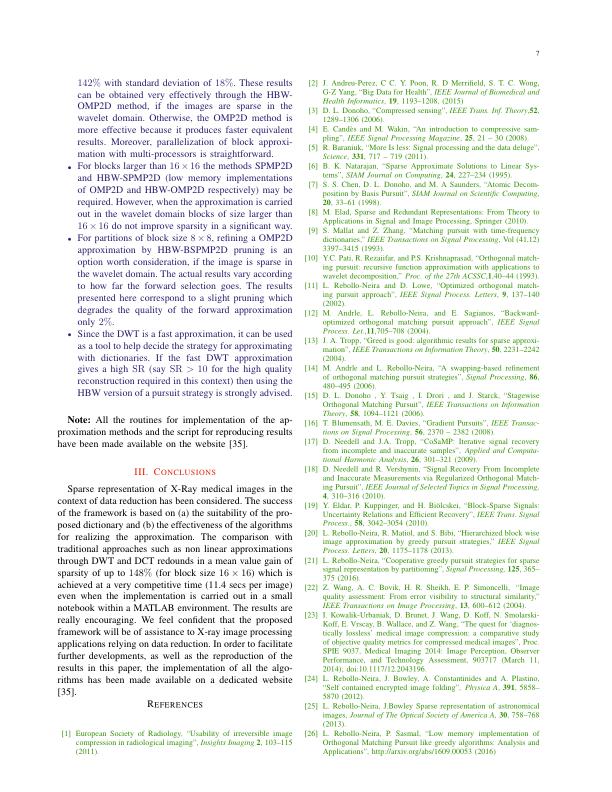 7
142% with standard deviation of 18%. These results
can be obtained very effectively through the HBW-
OMP2D method, if the images are sparse in the
wavelet domain. Otherwise, the OMP2D method is
more effective because it produces faster equivalent
results. Moreover, parallelization of block approxi-
mation with multi-processors is straightforward.
• For blocks larger than 16 × 16 the methods SPMP2D
and HBW-SPMP2D (low memory implementations
of OMP2D and HBW-OMP2D respectively) may be
required. However, when the approximation is carried
out in the wavelet domain blocks of size larger than
16 × 16 do not improve sparsity in a significant way.
• For partitions of block size 8 × 8, refining a OMP2D
approximation by HBW-BSPMP2D pruning is an
option worth consideration, if the image is sparse in
the wavelet domain. The actual results vary according
to how far the forward selection goes. The results
presented here correspond to a slight pruning which
degrades the quality of the forward approximation
only 2%.
• Since the DWT is a fast approximation, it can be used
as a tool to help decide the strategy for approximating
with dictionaries. If the fast DWT approximation
gives a high SR (say SR > 10 for the high quality
reconstruction required in this context) then using the
HBW version of a pursuit strategy is strongly advised.
Note: All the routines for implementation of the ap-
proximation methods and the script for reproducing results
have been made available on the website [35].
III. Conclusions
Sparse representation of X-Ray medical images in the
context of data reduction has been considered. The success
of the framework is based on (a) the suitability of the pro-
posed dictionary and (b) the effectiveness of the algorithms
for realizing the approximation. The comparison with
traditional approaches such as non linear approximations
through DWT and DCT redounds in a mean value gain of
sparsity of up to 148% (for block size 16 × 16) which is
achieved at a very competitive time (11.4 secs per image)
even when the implementation is carried out in a small
notebook within a MATLAB environment. The results are
really encouraging. We feel confident that the proposed
framework will be of assistance to X-ray image processing
applications relying on data reduction. In order to facilitate
further developments, as well as the reproduction of the
results in this paper, the implementation of all the algo-
rithms has been made available on a dedicated website
[35].
References
[1] European Society of Radiology, "Usability of irreversible image
compression in radiological imaging", Insights Imaging 2, 103–115
(2011)
[2] J. Andreu-Perez, C C. Y. Poon, R. D Merrifield, S. T. C. Wong,
G-Z Yang, "Big Data for Health", IEEE Journal of Biomedical and
Health Informatics, 19, 1193–1208, (2015)
[3] D. L. Donoho, "Compressed sensing", IEEE Trans. Inf. Theory,52,
1289–1306 (2006).
[4] E. Candès and M. Wakin, "An introduction to compressive sam-
pling", IEEE Signal Processing Magazine, 25, 21 – 30 (2008).
[5] R. Baraniuk, "More Is less: Signal processing and the data deluge",
Science, 331, 717 – 719 (2011).
[6] B. K. Natarajan, "Sparse Approximate Solutions to Linear Sys-
tems", SIAM Journal on Computing, 24, 227–234 (1995).
[7] S. S. Chen, D. L. Donoho, and M. A Saunders, "Atomic Decom-
position by Basis Pursuit", SIAM Journal on Scientific Computing,
20, 33–61 (1998).
[8] M. Elad, Sparse and Redundant Representations: From Theory to
Applications in Signal and Image Processing, Springer (2010).
[9] S. Mallat and Z. Zhang, "Matching pursuit with time-frequency
dictionaries," IEEE Transactions on Signal Processing, Vol (41,12)
3397–3415 (1993).
[10] Y.C. Pati, R. Rezaiifar, and P.S. Krishnaprasad, "Orthogonal match-
ing pursuit: recursive function approximation with applications to
wavelet decomposition," Proc. of the 27th ACSSC,1,40–44 (1993).
[11] L. Rebollo-Neira and D. Lowe, "Optimized orthogonal match-
ing pursuit approach", IEEE Signal Process. Letters, 9, 137–140
(2002).
[12] M. Andrle, L. Rebollo-Neira, and E. Sagianos, "Backward-
optimized orthogonal matching pursuit approach", IEEE Signal
Process. Let.,11,705–708 (2004).
[13] J. A. Tropp, "Greed is good: algorithmic results for sparse approxi-
mation", IEEE Transactions on Information Theory, 50, 2231–2242
(2004).
[14] M. Andrle and L. Rebollo-Neira, "A swapping-based refinement
of orthogonal matching pursuit strategies", Signal Processing, 86,
480–495 (2006).
[15] D. L. Donoho , Y. Tsaig , I. Drori , and J. Starck, "Stagewise
Orthogonal Matching Pursuit", IEEE Transactions on Information
Theory, 58, 1094–1121 (2006).
[16] T. Blumensath, M. E. Davies, "Gradient Pursuits", IEEE Transac-
tions on Signal Processing, 56, 2370 – 2382 (2008).
[17] D. Needell and J.A. Tropp, "CoSaMP: Iterative signal recovery
from incomplete and inaccurate samples", Applied and Computa-
tional Harmonic Analysis, 26, 301–321 (2009).
[18] D. Needell and R. Vershynin, "Signal Recovery From Incomplete
and Inaccurate Measurements via Regularized Orthogonal Match-
ing Pursuit", IEEE Journal of Selected Topics in Signal Processing,
4, 310–316 (2010).
[19] Y. Eldar, P. Kuppinger, and H. Biölcskei, "Block-Sparse Signals:
Uncertainty Relations and Efficient Recovery", IEEE Trans. Signal
Process., 58, 3042–3054 (2010).
[20] L. Rebollo-Neira, R. Matiol, and S. Bibi, "Hierarchized block wise
image approximation by greedy pursuit strategies," IEEE Signal
Process. Letters, 20, 1175–1178 (2013).
[21] L. Rebollo-Neira, "Cooperative greedy pursuit strategies for sparse
signal representation by partitioning", Signal Processing, 125, 365–
375 (2016).
[22] Z. Wang, A. C. Bovik, H. R. Sheikh, E. P. Simoncelli, "Image
quality assessment: From error visibility to structural similarity,"
IEEE Transactions on Image Processing, 13, 600–612 (2004).
[23] I. Kowalik-Urbaniak, D. Brunet, J. Wang, D. Koff, N. Smolarski-
Koff, E. Vrscay, B. Wallace, and Z. Wang, "The quest for 'diagnos-
tically lossless' medical image compression: a comparative study
of objective quality metrics for compressed medical images", Proc.
SPIE 9037, Medical Imaging 2014: Image Perception, Observer
Performance, and Technology Assessment, 903717 (March 11,
2014), doi:10.1117/12.2043196.
[24] L. Rebollo-Neira, J. Bowley, A. Constantinides and A. Plastino,
"Self contained encrypted image folding", Physica A, 391, 5858–
5870 (2012).
[25] L. Rebollo-Neira, J.Bowley Sparse representation of astronomical
images, Journal of The Optical Society of America A, 30, 758–768
(2013).
[26] L. Rebollo-Neira, P. Sasmal, "Low memory implementation of
Orthogonal Matching Pursuit like greedy algorithms: Analysis and
Applications", http://arxiv.org/abs/1609.00053 (2016)